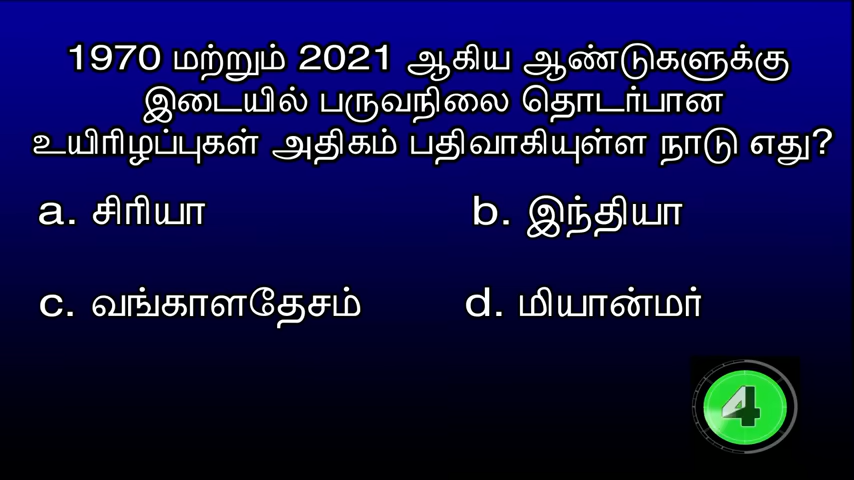 1970 மற்றும் 2021 ஆகிய ஆண்டுகளுக்கு
இடையில் பருவநிலை தொடர்பான
உயிரிழப்புகள் அதிகம் பதிவாகியுள்ள நாடு எது?
a. சிரியா b. இந்தியா
c. வங்காளதேசம் d. மியான்மர்
4